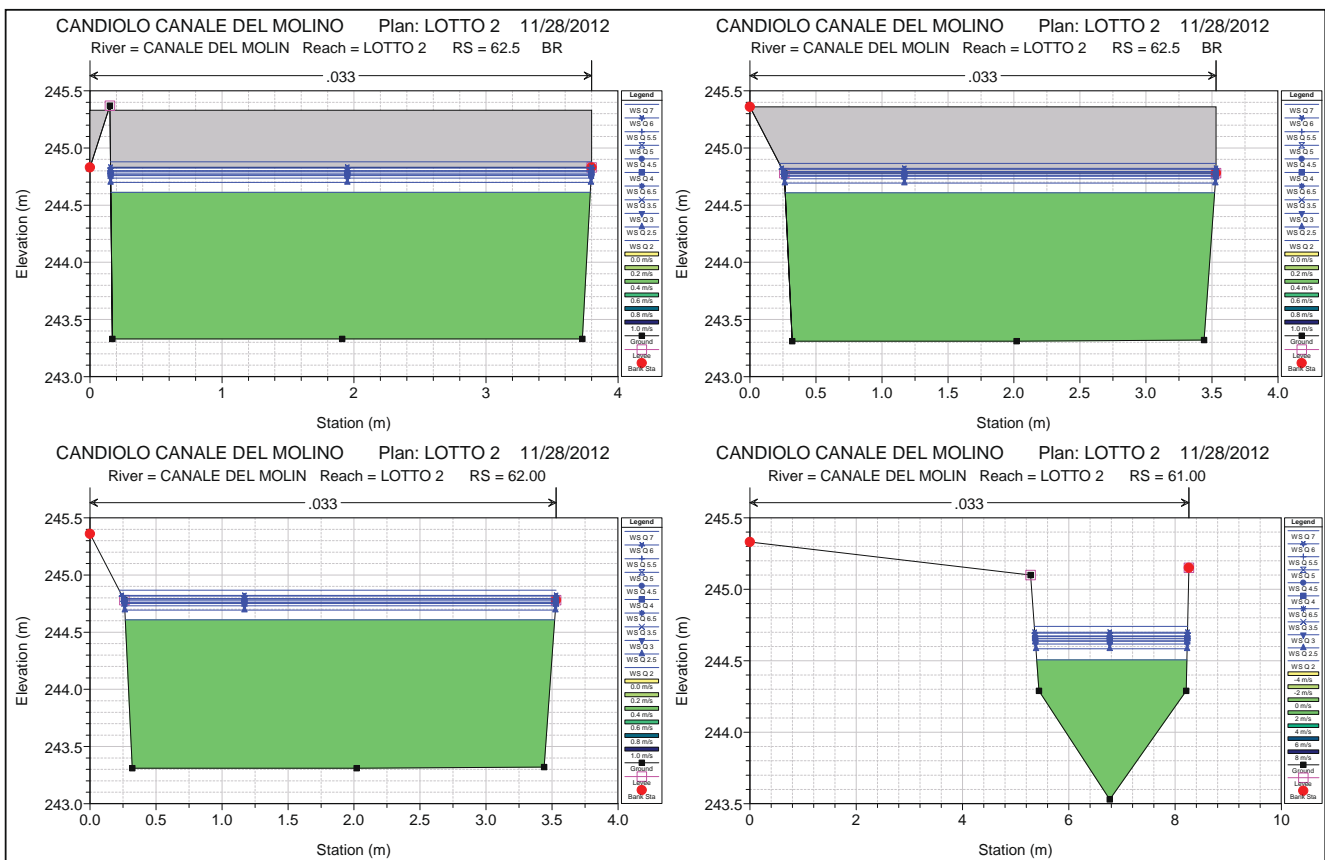 CANDIOLO CANALE DEL MOLINO Plan: LOTTO 2 11/28/2012
River = CANALE DEL MOLIN Reach = LOTTO 2 RS = 62.5 BR
.033
245.5
245.0
244.5
244.0
243.5
243.0
Elevation (m)
0 1 2 3 4
Station (m)
Legend
WS Q 7
WS Q 6
WS Q 5.5
WS Q 5
WS Q 4.5
WS Q 4
WS Q 6.5
WS Q 3.5
WS Q 3
WS Q 2.5
WS Q 2
0.0 m/s
0.2 m/s
0.4 m/s
0.6 m/s
0.8 m/s
1.0 m/s
Ground
Levee
Bank Sta
CANDIOLO CANALE DEL MOLINO Plan: LOTTO 2 11/28/2012
River = CANALE DEL MOLIN Reach = LOTTO 2 RS = 62.5 BR
.033
245.5
245.0
244.5
244.0
243.5
243.0
Elevation (m)
0.0 0.5 1.0 1.5 2.0 2.5 3.0 3.5 4.0
Station (m)
Legend
WS Q 7
WS Q 6
WS Q 5.5
WS Q 5
WS Q 4.5
WS Q 4
WS Q 6.5
WS Q 3.5
WS Q 3
WS Q 2.5
WS Q 2
0.0 m/s
0.2 m/s
0.4 m/s
0.6 m/s
0.8 m/s
1.0 m/s
Ground
Levee
Bank Sta
CANDIOLO CANALE DEL MOLINO Plan: LOTTO 2 11/28/2012
River = CANALE DEL MOLIN Reach = LOTTO 2 RS = 62.00
.033
245.5
245.0
244.5
244.0
243.5
243.0
Elevation (m)
0.0 0.5 1.0 1.5 2.0 2.5 3.0 3.5 4.0
Station (m)
Legend
WS Q 7
WS Q 6
WS Q 5.5
WS Q 5
WS Q 4.5
WS Q 4
WS Q 6.5
WS Q 3.5
WS Q 3
WS Q 2.5
WS Q 2
0.0 m/s
0.2 m/s
0.4 m/s
0.6 m/s
0.8 m/s
1.0 m/s
Ground
Levee
Bank Sta
CANDIOLO CANALE DEL MOLINO Plan: LOTTO 2 11/28/2012
River = CANALE DEL MOLIN Reach = LOTTO 2 RS = 61.00
.033
245.5
245.0
244.5
244.0
243.5
Elevation (m)
0 2 4 6 8 10
Station (m)
Legend
WS Q 7
WS Q 6
WS Q 5.5
WS Q 5
WS Q 4.5
WS Q 4
WS Q 6.5
WS Q 3.5
WS Q 3
WS Q 2.5
WS Q 2
-4 m/s
-2 m/s
0 m/s
2 m/s
4 m/s
6 m/s
8 m/s
Ground
Levee
Bank Sta